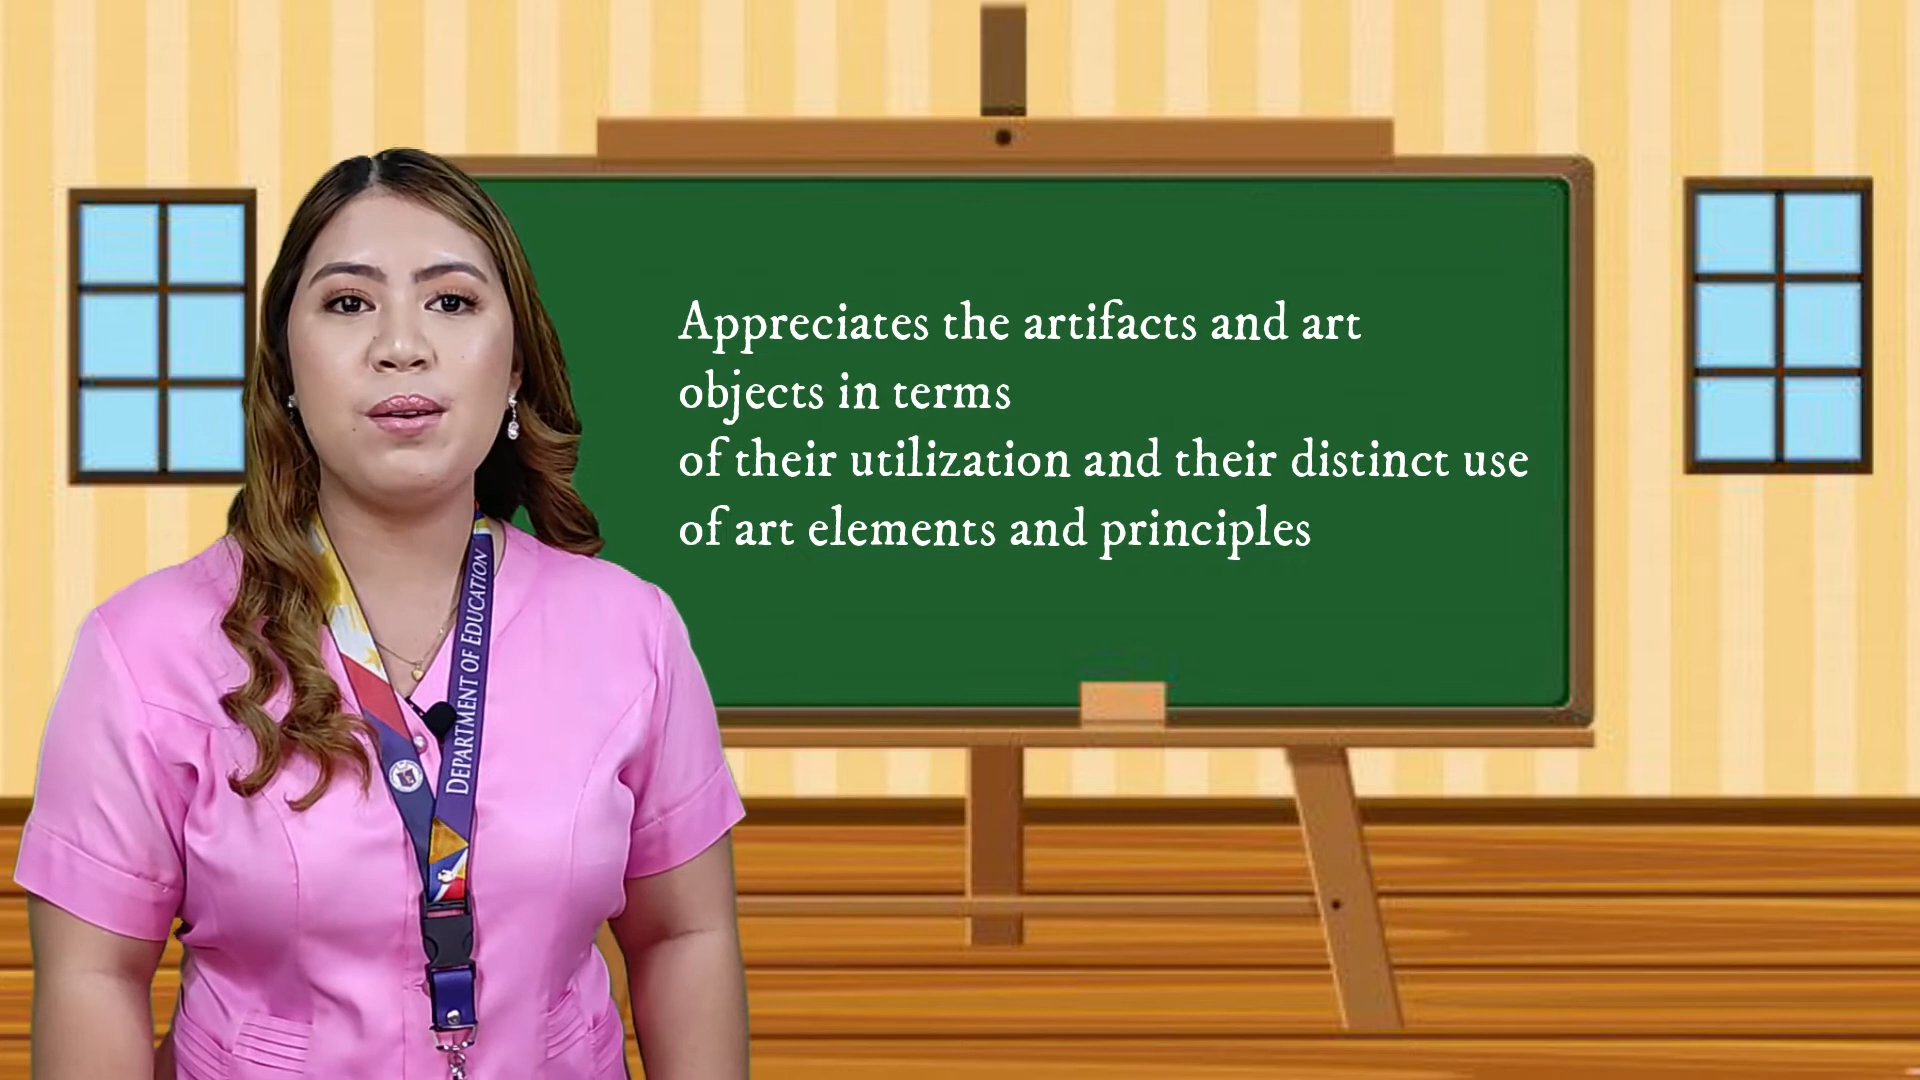 Appreciates the artifacts and art
objects in terms
of their utilization and their distinct use
of art elements and principles
DEPARTMENT OF EDUCATION